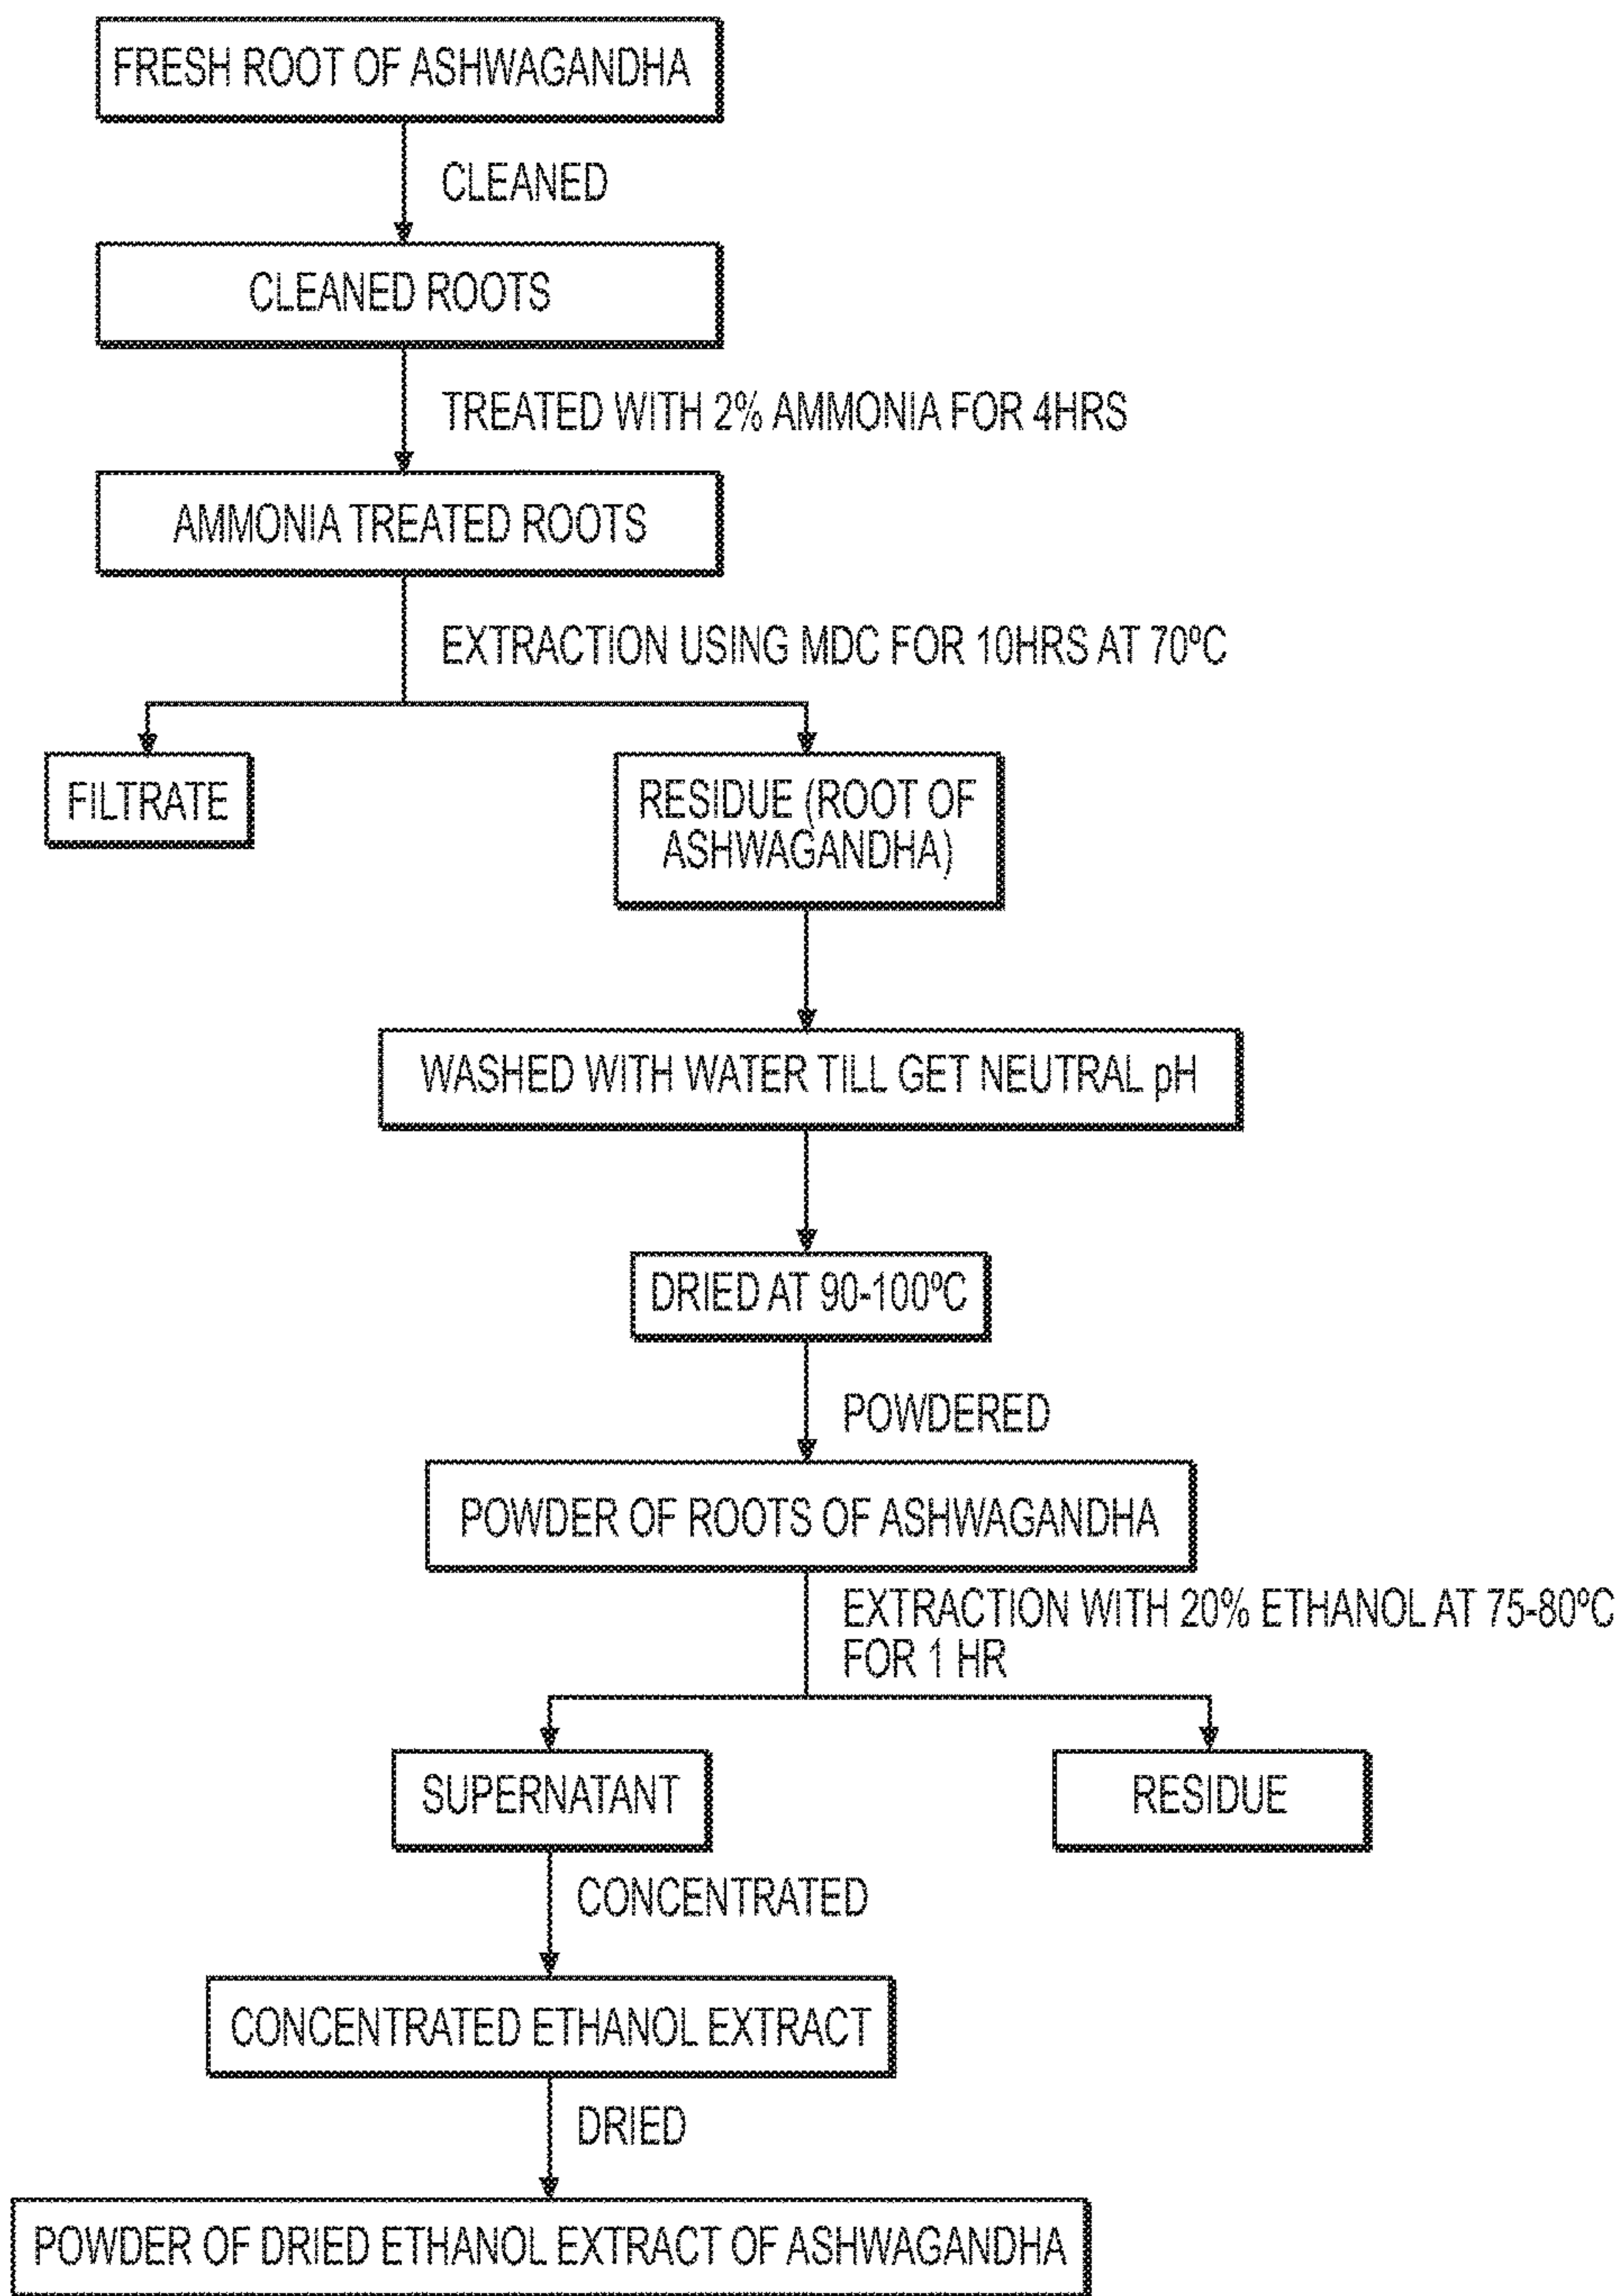 FRESH ROOT OF ASHWAGANDHA
CLEANED
CLEANED ROOTS
TREATED WITH 2% AMMONIA FOR 4HRS
AMMONIA TREATED ROOTS
EXTRACTION USING MDC FOR 10HRS AT 70ºC
FILTRATE
RESIDUE (ROOT OF
ASHWAGANDHA)
WASHED WITH WATER TILL GET NEUTRAL pH
DRIED AT 90-100ºC
POWDERED
POWDER OF ROOTS OF ASHWAGANDHA
EXTRACTION WITH 20% ETHANOL AT 75-80ºC
FOR 1 HR
SUPERNATANT
RESIDUE
CONCENTRATED
CONCENTRATED ETHANOL EXTRACT
DRIED
POWDER OF DRIED ETHANOL EXTRACT OF ASHWAGANDHA